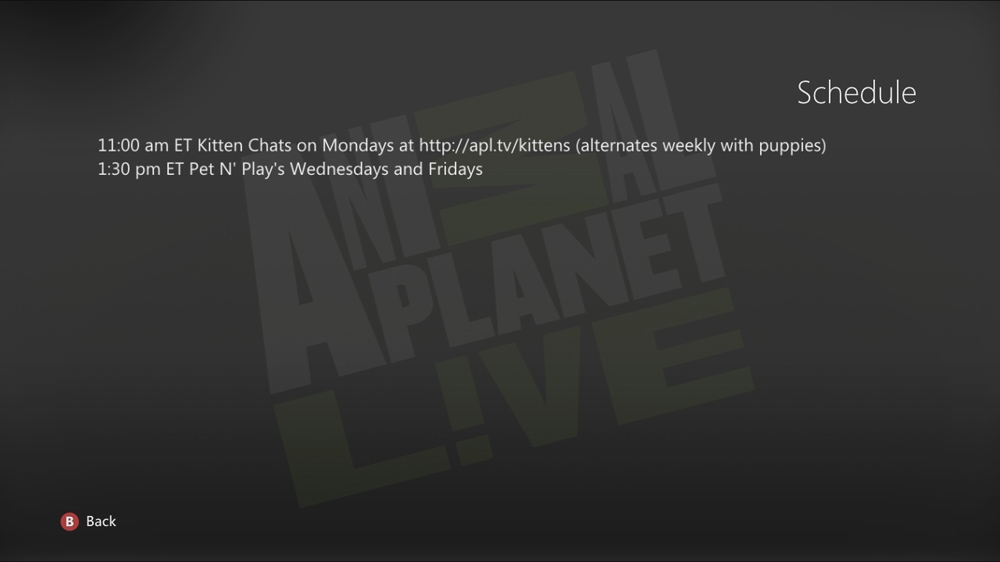 Schedule
11:00 am ET Kitten Chats on Mondays at http://apl.tv/kittens (alternates weekly with puppies)
1:30 pm ET Pet N' Play's Wednesdays and Fridays
ANIMAL
PLANET
L!VE
B Back